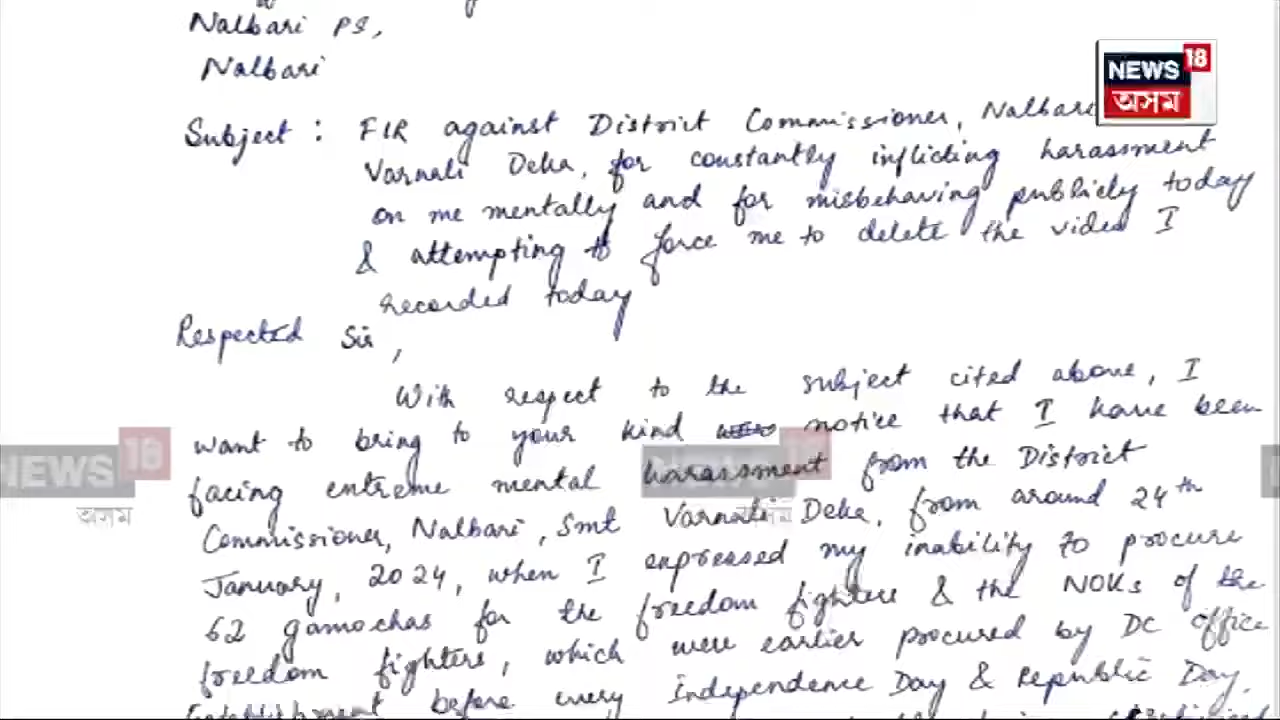 Nalbari PS,
Nalbari
NEWS 18
অসম
Subject : FIR against District Commissioner, Nalbari
Varnali Deka, for constantly inflicting harassment
on me mentally and for misbehaving publicly today
& attempting to force me to delete the video I
recorded today
Respected Sir,
With respect to the subject cited above, I
want to bring to your kind notice that I have been
facing extreme mental harassment from the District
Commissioner, Nalbari, Smt Varnali Deka, from around 24th
January, 2024, when I expressed my inability to procure
62 gamochas for the freedom fighters & the NOKs of the
freedom fighters, which were earlier procured by DC office
Establishment before every Independence Day & Republic Day.
NEWS 18
অসম